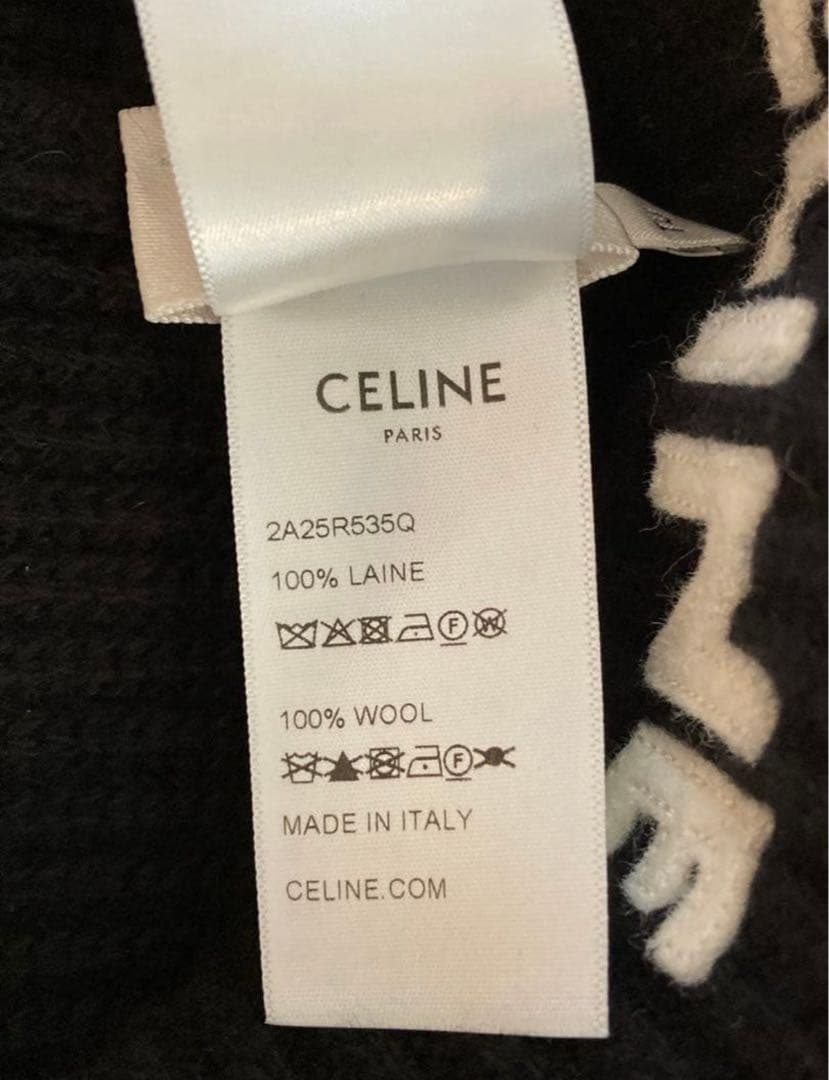 CELINE
PARIS
2A25R535Q
100% LAINE
F W
100% WOOL
F
MADE IN ITALY
CELINE.COM